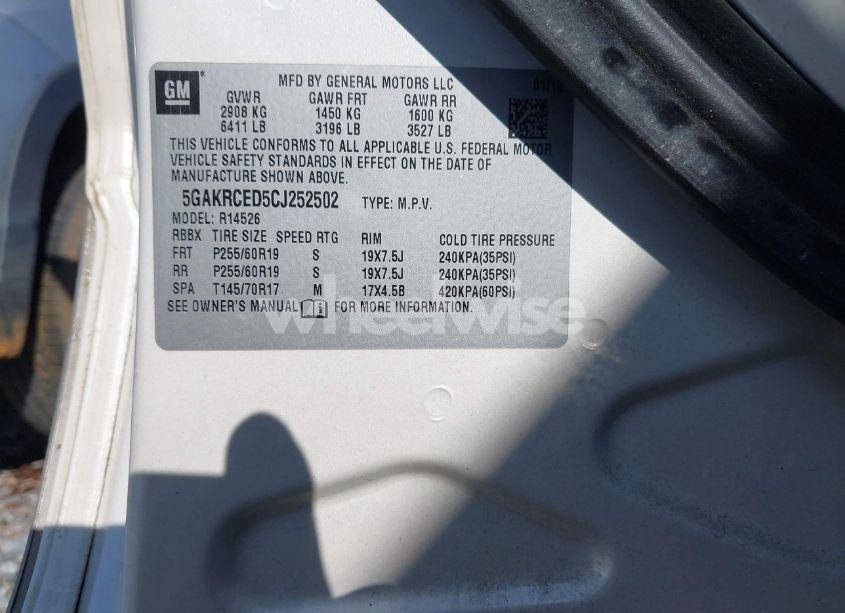 GM ®
MFD BY GENERAL MOTORS LLC 01/12
GVWR GAWR FRT GAWR RR
2908 KG 1450 KG 1600 KG
6411 LB 3196 LB 3527 LB
THIS VEHICLE CONFORMS TO ALL APPLICABLE U.S. FEDERAL MOTOR
VEHICLE SAFETY STANDARDS IN EFFECT ON THE DATE OF
MANUFACTURE SHOWN ABOVE.
5GAKRCED5CJ252502 TYPE: M.P.V.
MODEL: R14526
RBBX TIRE SIZE SPEED RTG RIM COLD TIRE PRESSURE
FRT P255/60R19 S 19X7.5J 240KPA(35PSI)
RR P255/60R19 S 19X7.5J 240KPA(35PSI)
SPA T145/70R17 M 17X4.5B 420KPA(60PSI)
SEE OWNER'S MANUAL FOR MORE INFORMATION.
wheelwise